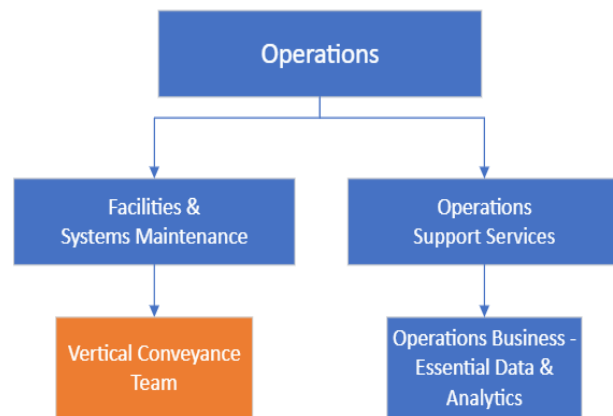 Operations
Facilities &
Systems Maintenance
Operations
Support Services
Vertical Conveyance
Team
Operations Business -
Essential Data &
Analytics